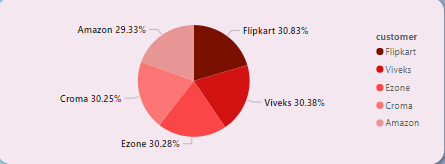 Amazon 29.33%
Flipkart 30.83%
Croma 30.25%
Viveks 30.38%
Ezone 30.28%
customer
Flipkart
Viveks
Ezone
Croma
Amazon